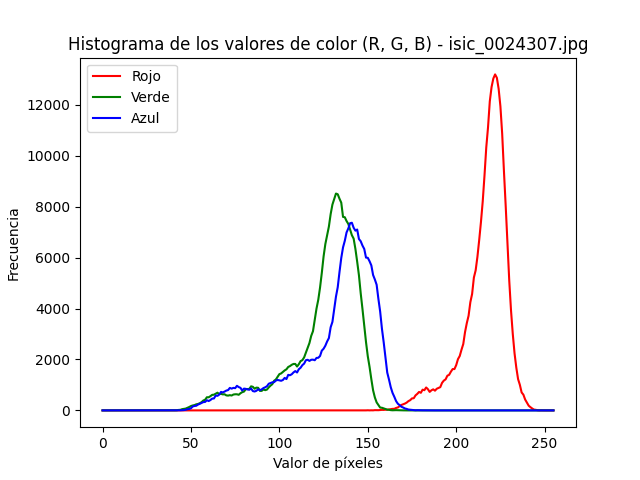 Histograma de los valores de color (R, G, B) - isic_0024307.jpg
Rojo
Verde
Azul
12000
10000
8000
6000
4000
2000
0
Frecuencia
0 50 100 150 200 250
Valor de píxeles